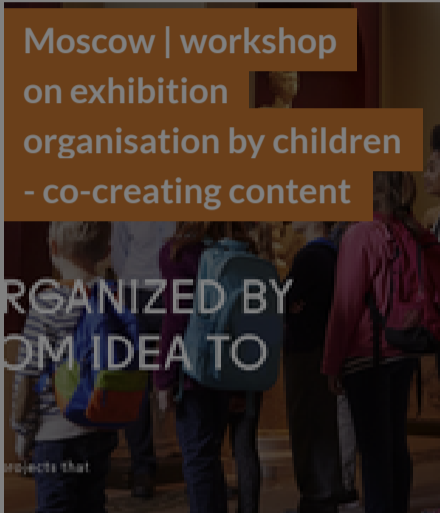 Moscow | workshop
on exhibition
organisation by children
- co-creating content
RGANIZED BY
OM IDEA TO
projects that